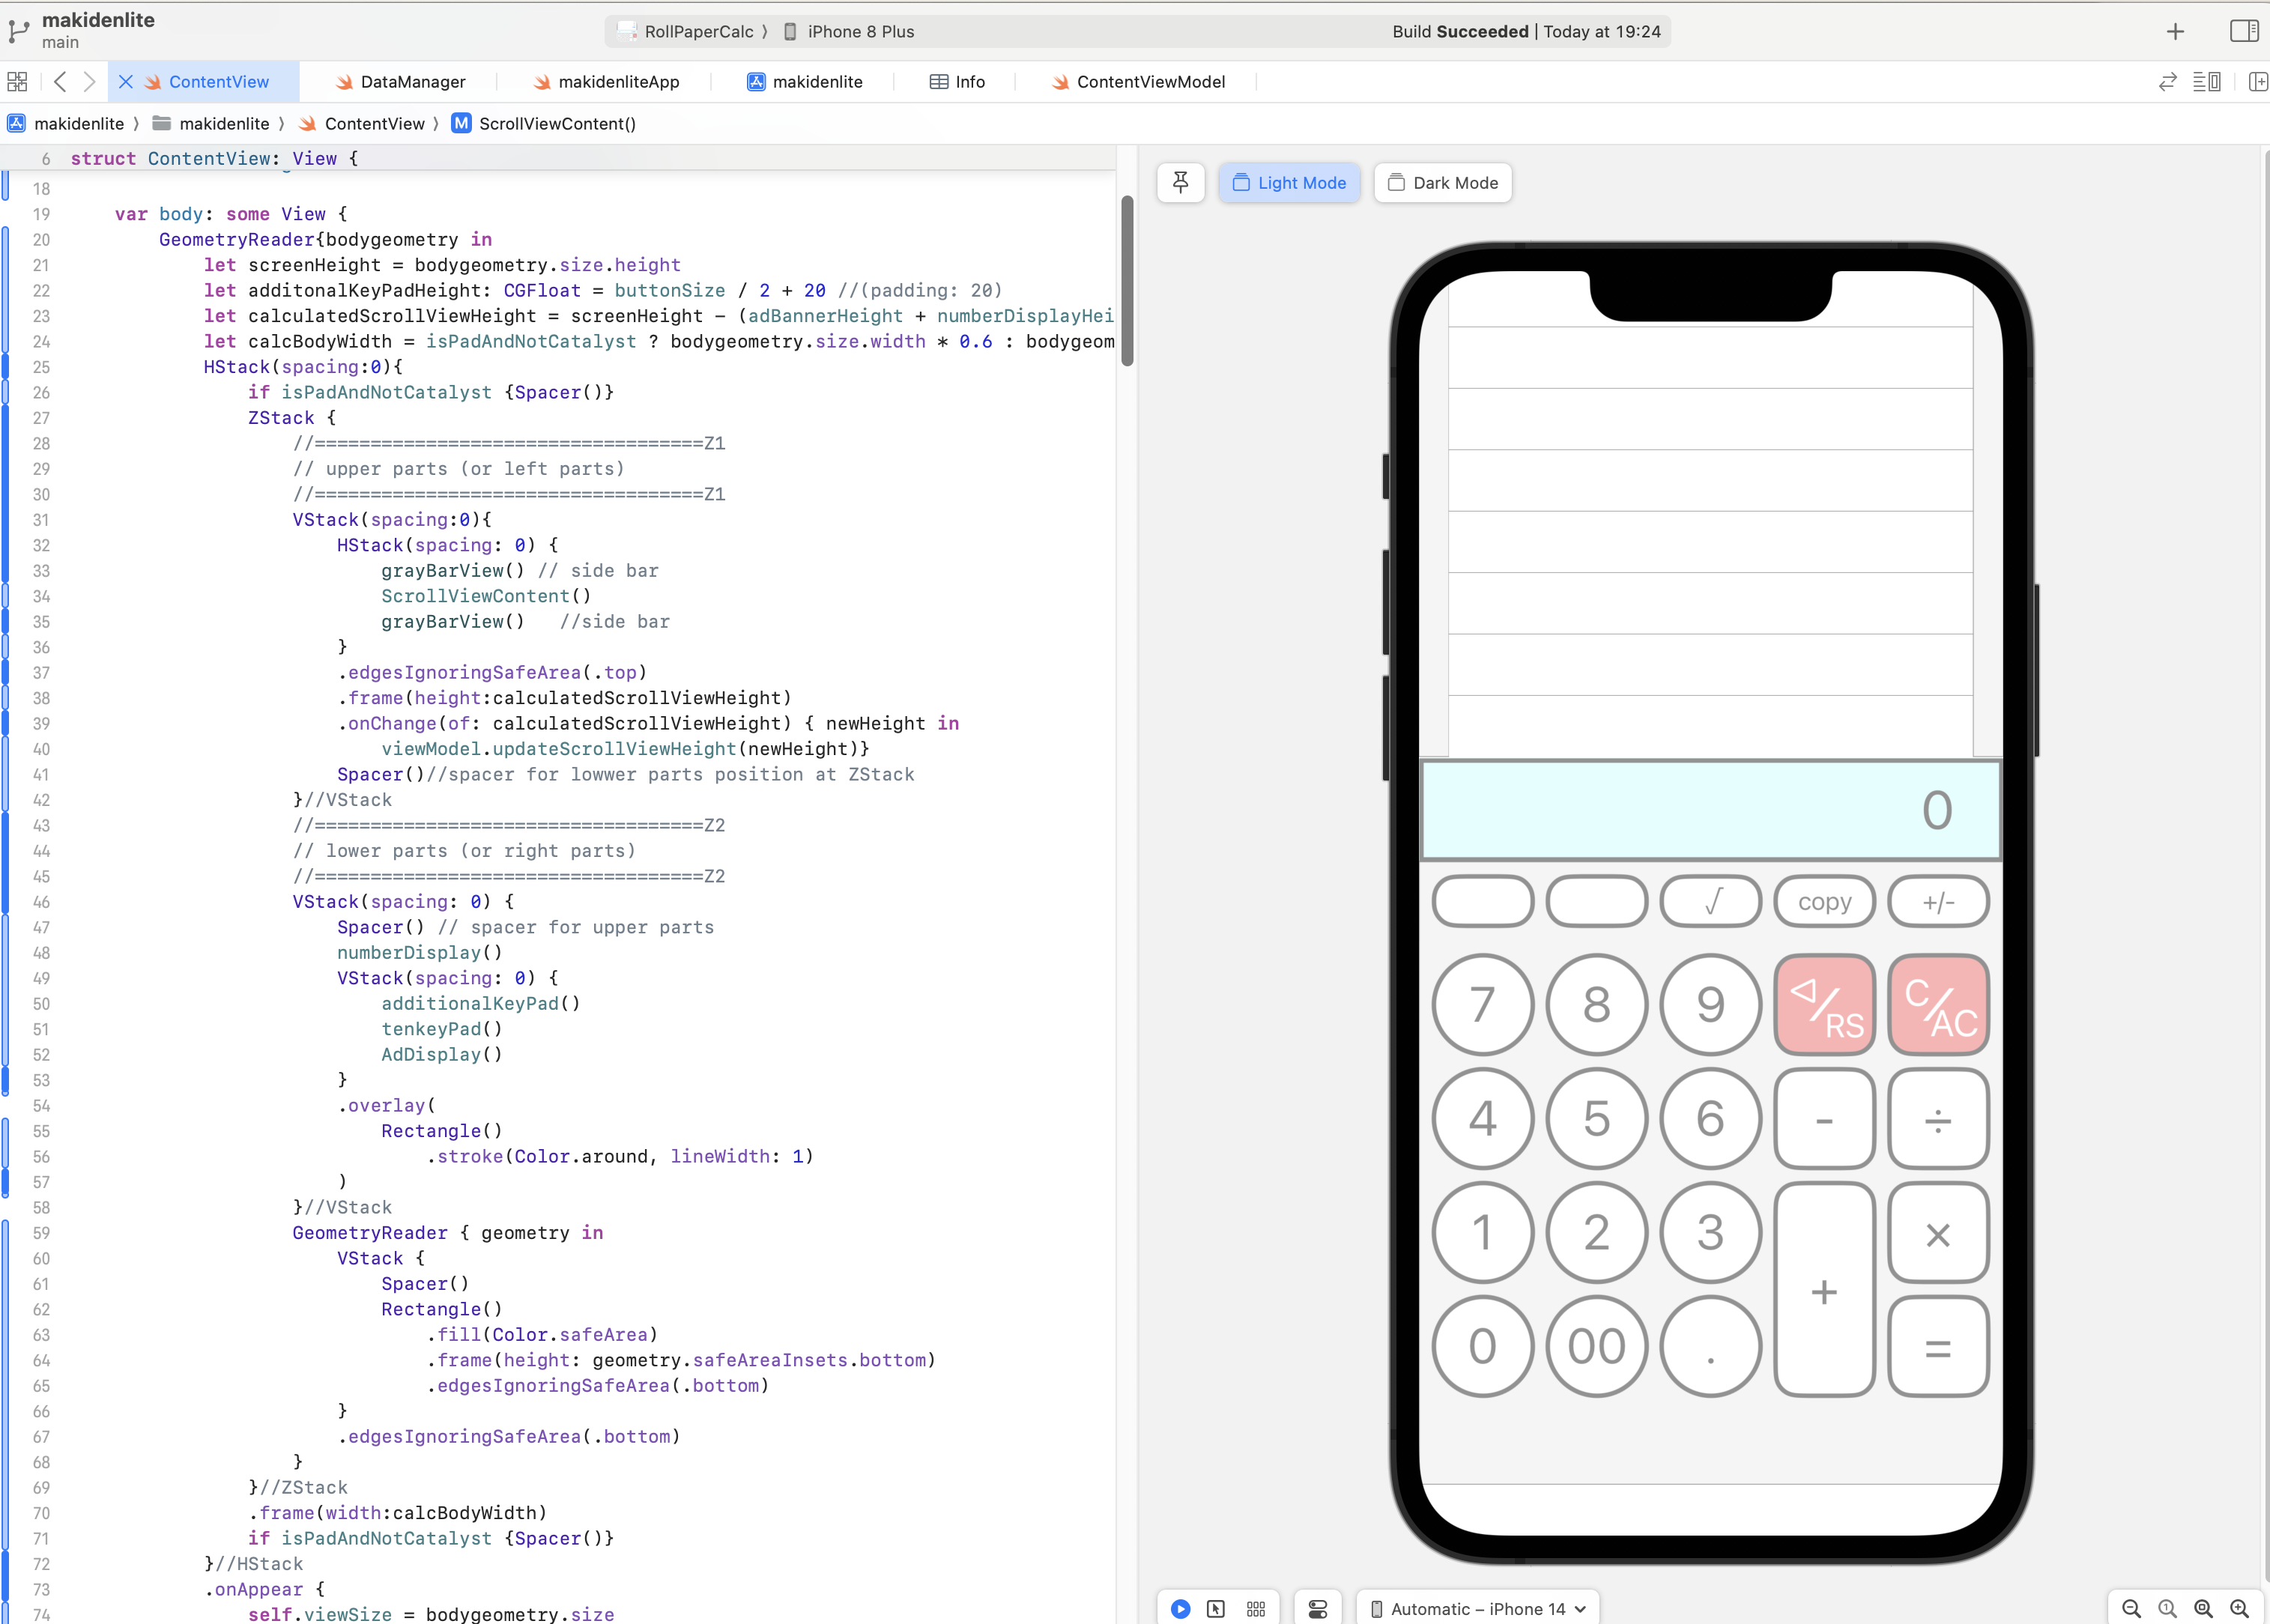 makidenlite
main
RollPaperCalc 〉 iPhone 8 Plus
Build Succeeded | Today at 19:24
ContentView
DataManager
makidenliteApp
makidenlite
Info
ContentViewModel
makidenlite 〉 makidenlite 〉 ContentView 〉 M ScrollViewContent()
6 struct ContentView: View {
18
19 var body: some View {
20 GeometryReader{bodygeometry in
21 let screenHeight = bodygeometry.size.height
22 let additonalKeyPadHeight: CGFloat = buttonSize / 2 + 20 //(padding: 20)
23 let calculatedScrollViewHeight = screenHeight - (adBannerHeight + numberDisplayHei
24 let calcBodyWidth = isPadAndNotCatalyst ? bodygeometry.size.width * 0.6 : bodygeom
25 HStack(spacing:0){
26 if isPadAndNotCatalyst {Spacer()}
27 ZStack {
28 //===================================Z1
29 // upper parts (or left parts)
30 //===================================Z1
31 VStack(spacing:0){
32 HStack(spacing: 0) {
33 grayBarView() // side bar
34 ScrollViewContent()
35 grayBarView()   //side bar
36 }
37 .edgesIgnoringSafeArea(.top)
38 .frame(height:calculatedScrollViewHeight)
39 .onChange(of: calculatedScrollViewHeight) { newHeight in
40 viewModel.updateScrollViewHeight(newHeight)}
41 Spacer()//spacer for lowwer parts position at ZStack
42 }//VStack
43 //===================================Z2
44 // lower parts (or right parts)
45 //===================================Z2
46 VStack(spacing: 0) {
47 Spacer() // spacer for upper parts
48 numberDisplay()
49 VStack(spacing: 0) {
50 additionalKeyPad()
51 tenkeyPad()
52 AdDisplay()
53 }
54 .overlay(
55 Rectangle()
56 .stroke(Color.around, lineWidth: 1)
57 )
58 }//VStack
59 GeometryReader { geometry in
60 VStack {
61 Spacer()
62 Rectangle()
63 .fill(Color.safeArea)
64 .frame(height: geometry.safeAreaInsets.bottom)
65 .edgesIgnoringSafeArea(.bottom)
66 }
67 .edgesIgnoringSafeArea(.bottom)
68 }
69 }//ZStack
70 .frame(width:calcBodyWidth)
71 if isPadAndNotCatalyst {Spacer()}
72 }//HStack
73 .onAppear {
74 self.viewSize = bodygeometry.size
Light Mode
Dark Mode
0
√ copy +/-
7 8 9 ◁/RS C/AC
4 5 6 - ÷
1 2 3 + ×
0 00 . =
Automatic – iPhone 14